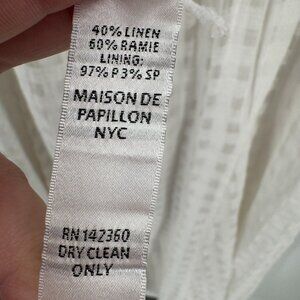 40% LINEN
60% RAMIE
LINING:
97% P 3% SP
MAISON DE
PAPILLON
NYC
RN 142360
DRY CLEAN
ONLY